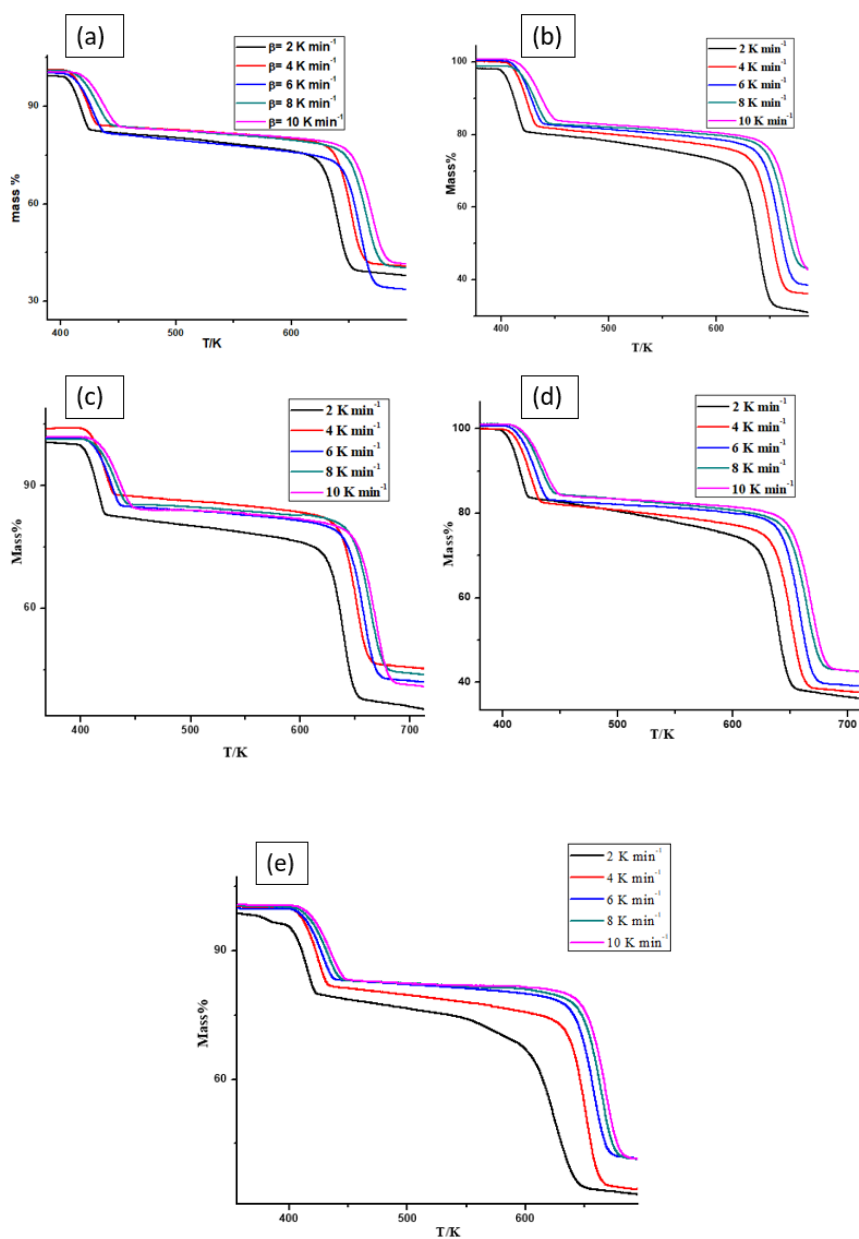 (a)
β= 2 K min⁻¹
β= 4 K min⁻¹
β= 6 K min⁻¹
β= 8 K min⁻¹
β= 10 K min⁻¹
90
60
30
mass %
400
500
600
T/K
(b)
2 K min⁻¹
4 K min⁻¹
6 K min⁻¹
8 K min⁻¹
10 K min⁻¹
100
80
60
40
Mass%
400
500
600
T/K
(c)
2 K min⁻¹
4 K min⁻¹
6 K min⁻¹
8 K min⁻¹
10 K min⁻¹
90
60
Mass%
400
500
600
700
T/K
(d)
2 K min⁻¹
4 K min⁻¹
6 K min⁻¹
8 K min⁻¹
10 K min⁻¹
100
80
60
40
Mass%
400
500
600
700
T/K
(e)
2 K min⁻¹
4 K min⁻¹
6 K min⁻¹
8 K min⁻¹
10 K min⁻¹
90
60
Mass%
400
500
600
T/K